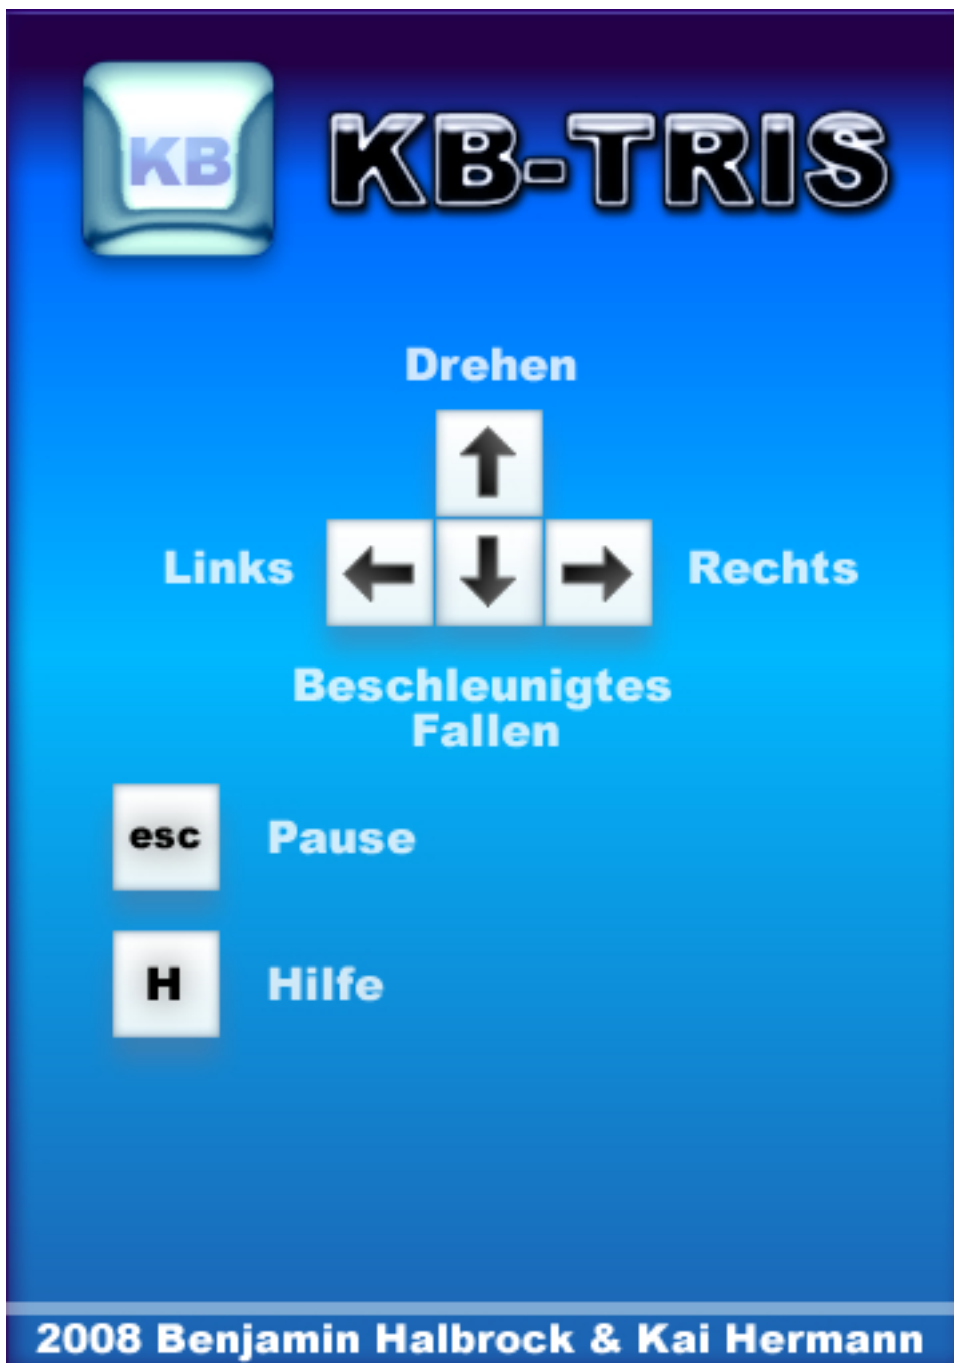 KB
KB-TRIS
Drehen
Links
Rechts
Beschleunigtes
Fallen
esc Pause
H Hilfe
2008 Benjamin Halbrock & Kai Hermann